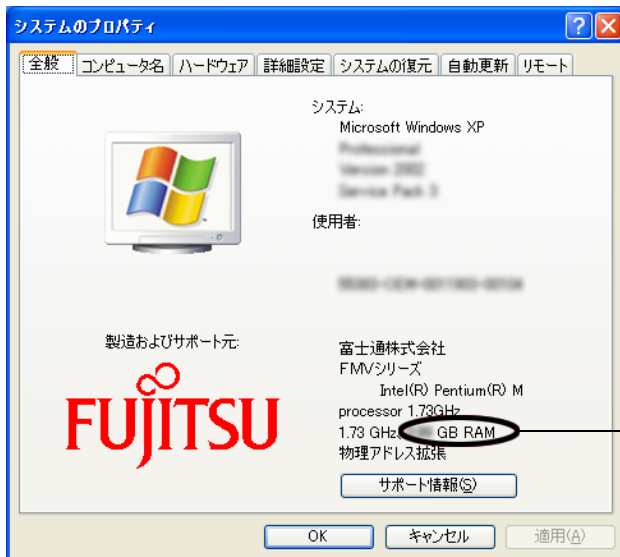 システムのプロパティ
全般 コンピュータ名 ハードウェア 詳細設定 システムの復元 自動更新 リモート
システム:
Microsoft Windows XP
使用者:
製造およびサポート元:
FUJITSU
富士通株式会社
FMVシリーズ
Intel(R) Pentium(R) M
processor 1.73GHz
1.73 GHz, GB RAM
物理アドレス拡張
サポート情報(S)
OK キャンセル 適用(A)